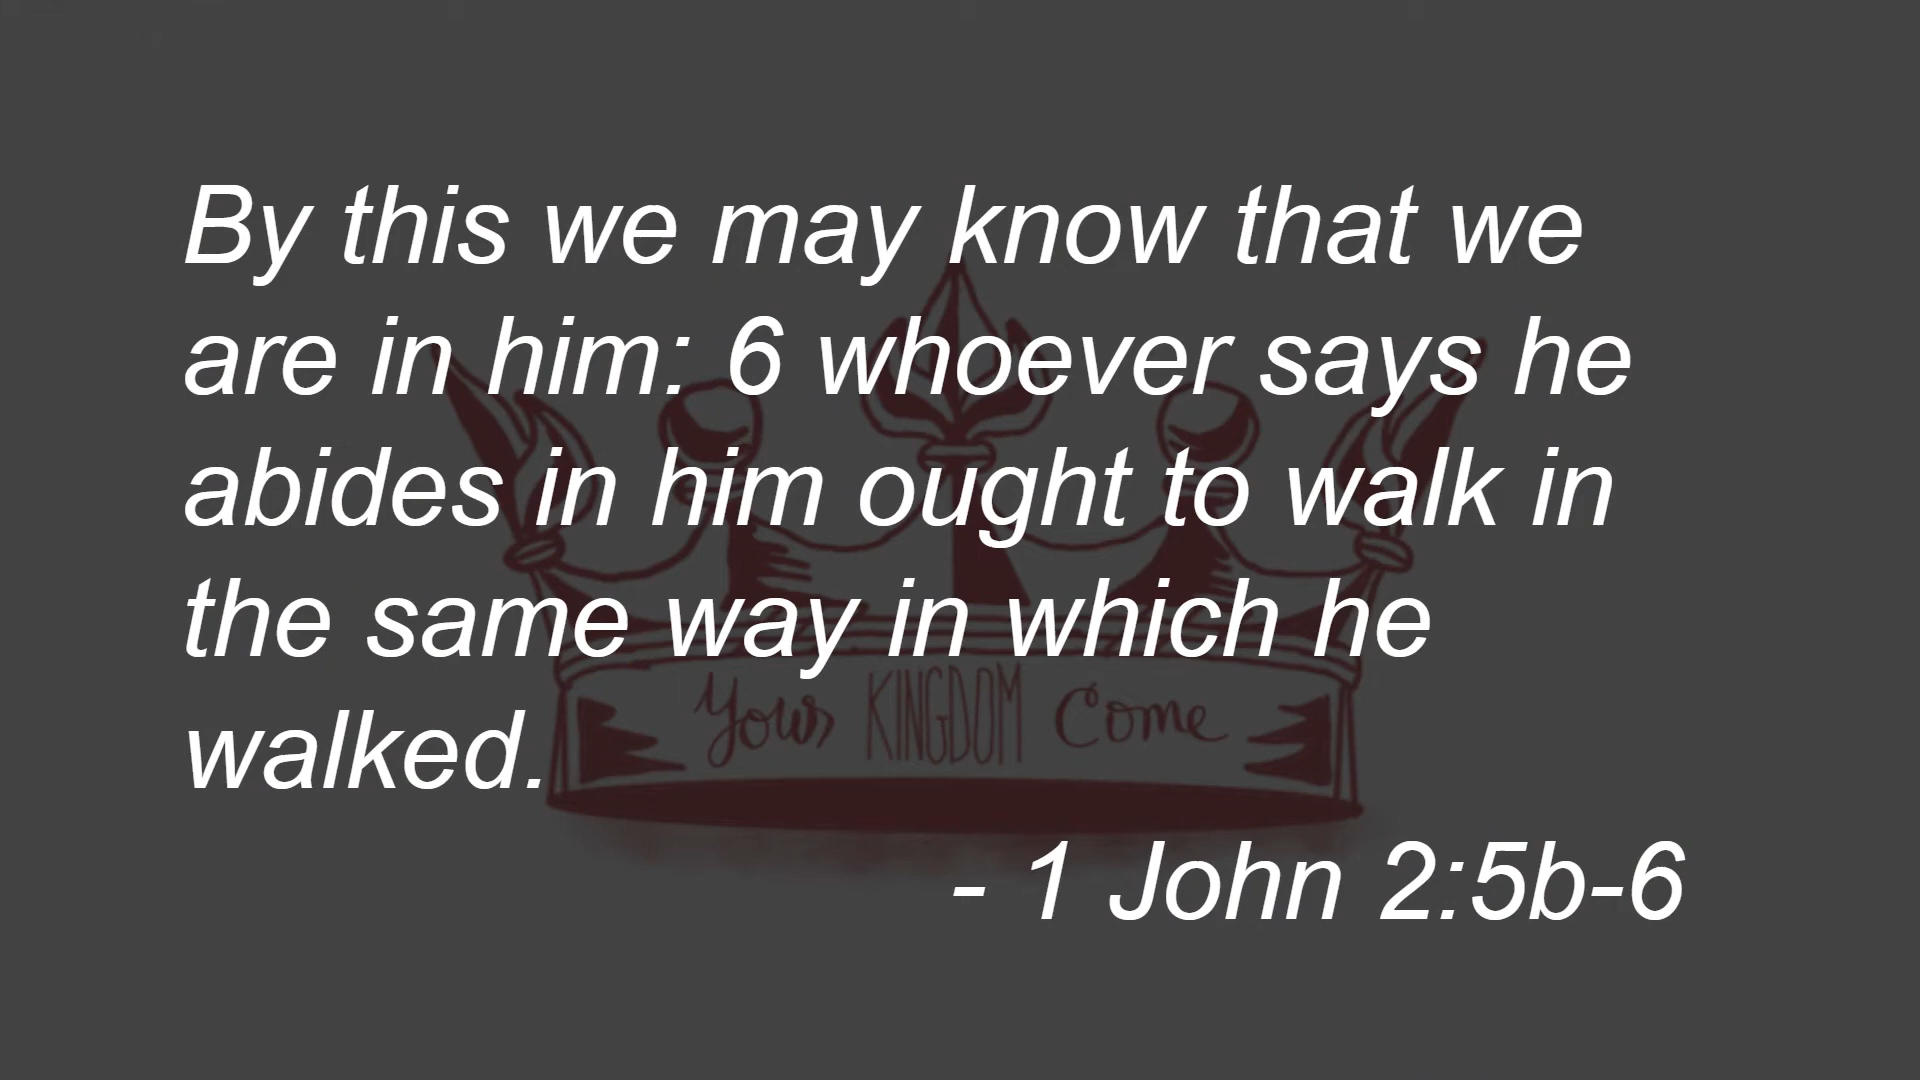 By this we may know that we
are in him: 6 whoever says he
abides in him ought to walk in
the same way in which he
walked.
- 1 John 2:5b-6
Your KINGDOM Come